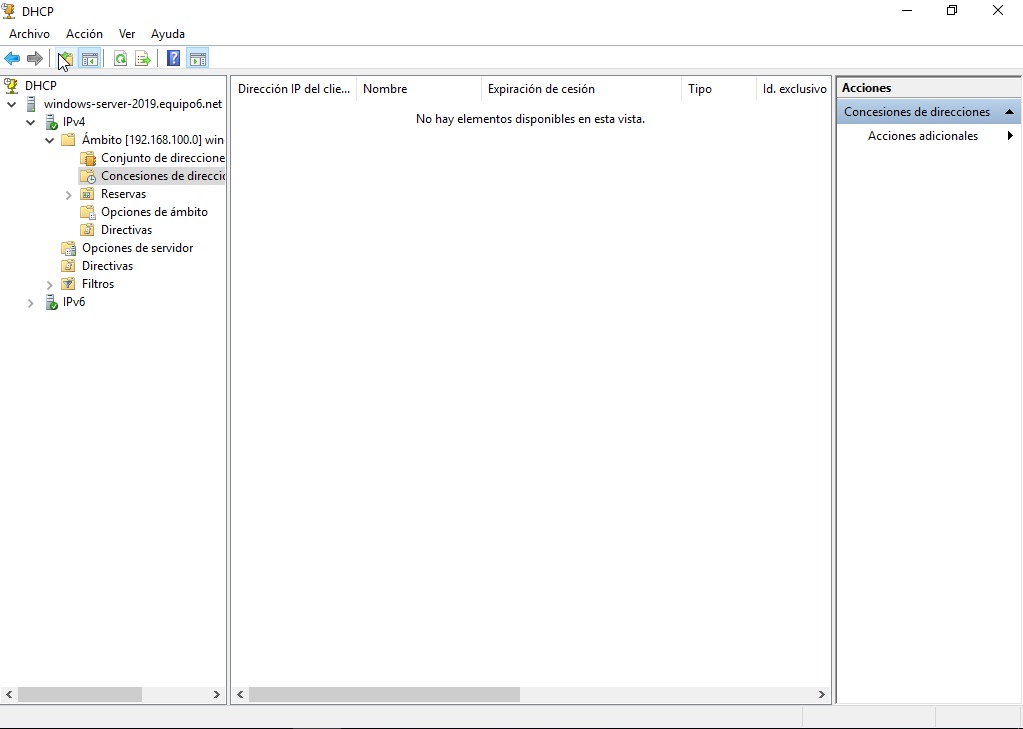 DHCP
Archivo Acción Ver Ayuda
DHCP
windows-server-2019.equipo6.net
IPv4
Ámbito [192.168.100.0] win
Conjunto de direccione
Concesiones de direcci
Reservas
Opciones de ámbito
Directivas
Opciones de servidor
Directivas
Filtros
IPv6
Dirección IP del clie... Nombre Expiración de cesión Tipo Id. exclusivo
No hay elementos disponibles en esta vista.
Acciones
Concesiones de direcciones
Acciones adicionales